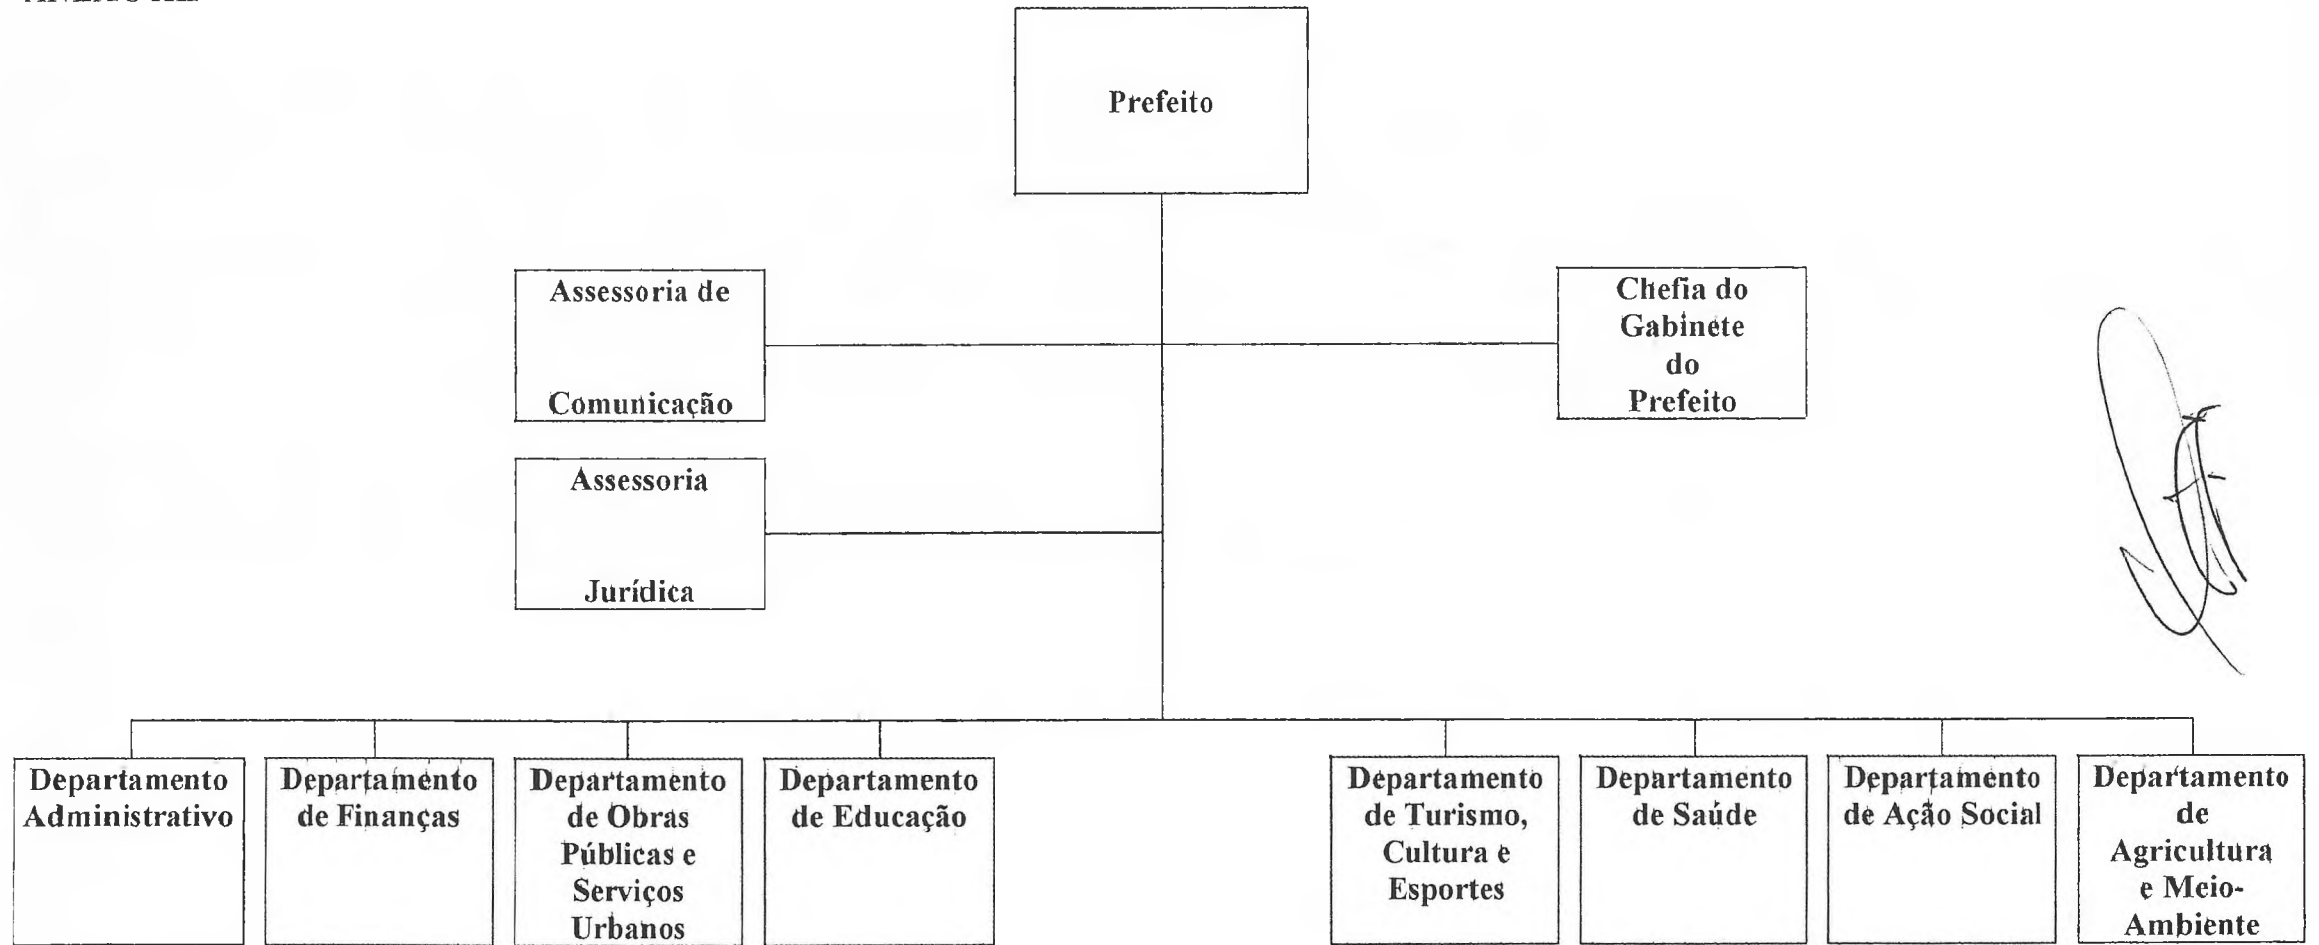 Prefeito
Assessoria de
Comunicação
Chefia do
Gabinete
do
Prefeito
Assessoria
Jurídica
Departamento
Administrativo
Departamento
de Finanças
Departamento
de Obras
Públicas e
Serviços
Urbanos
Departamento
de Educação
Departamento
de Turismo,
Cultura e
Esportes
Departamento
de Saúde
Departamento
de Ação Social
Departamento
de
Agricultura
e Meio-
Ambiente